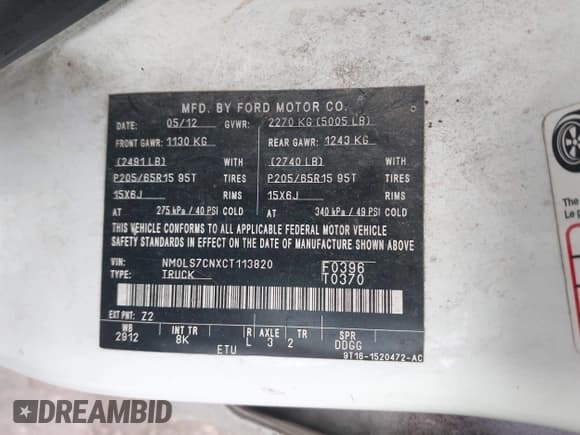 MFD. BY FORD MOTOR CO.
DATE: 05/12 GVWR: 2270 KG (5005 LB)
FRONT GAWR: 1130 KG REAR GAWR: 1243 KG
(2491 LB) WITH (2740 LB) WITH
P205/65R15 95T TIRES P205/65R15 95T TIRES
15X6J RIMS 15X6J RIMS
AT 275 kPa / 40 PSI COLD AT 340 kPa / 49 PSI COLD
THIS VEHICLE CONFORMS TO ALL APPLICABLE FEDERAL MOTOR VEHICLE
SAFETY STANDARDS IN EFFECT ON THE DATE OF MANUFACTURE SHOWN ABOVE.
VIN: NM0LS7CNXCT113820 F0396
TYPE: TRUCK T0370
EXT PNT: Z2
WB INT TR R AXLE TR SPR
2912 8K L 3 2 DDGG
ETU 9T16-1520472-AC
The
Le p
DREAMBID